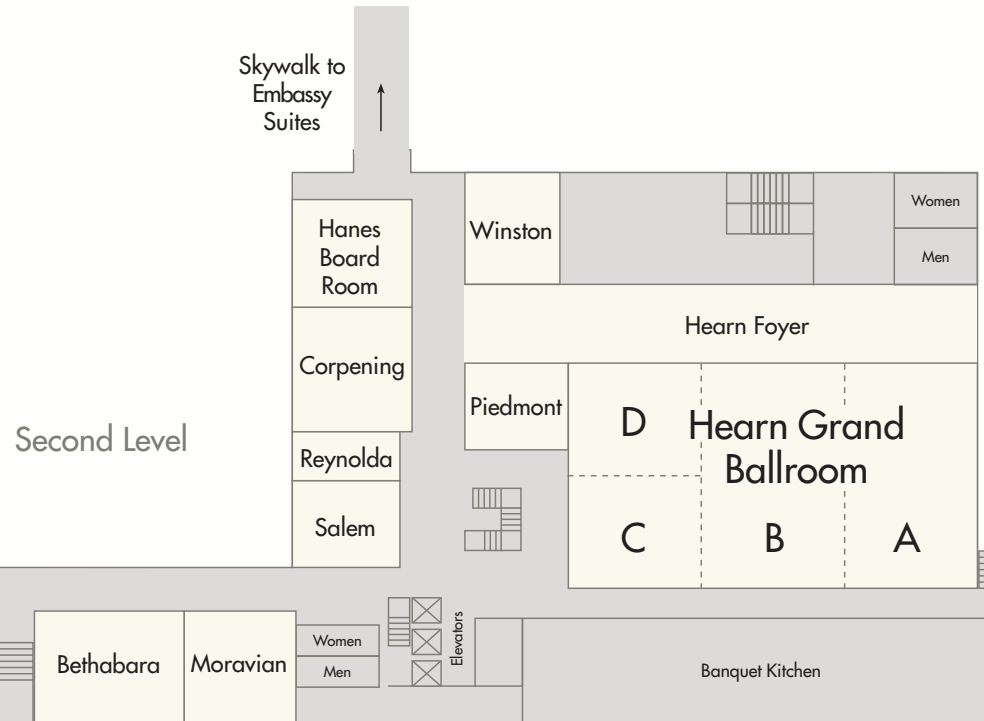 Skywalk to
Embassy
Suites
Hanes
Board
Room
Winston
Women
Men
Hearn Foyer
Corpening
Piedmont
D
Hearn Grand
Ballroom
Second Level
Reynolda
Salem
C
B
A
Bethabara
Moravian
Women
Men
Elevators
Banquet Kitchen